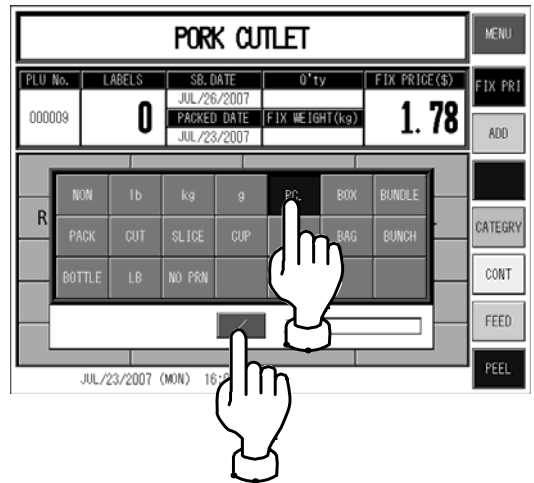 PORK CUTLET
MENU
PLU No. LABELS SB. DATE Q'ty FIX PRICE($)
JUL/26/2007
000009 0 PACKED DATE FIX WEIGHT(kg) 1.78
JUL/23/2007
FIX PRI
ADD
NON lb kg g PC. BOX BUNDLE
R
PACK CUT SLICE CUP BAG BUNCH
CATEGRY
BOTTLE LB NO PRN
CONT
FEED
PEEL
JUL/23/2007 (MON) 16: